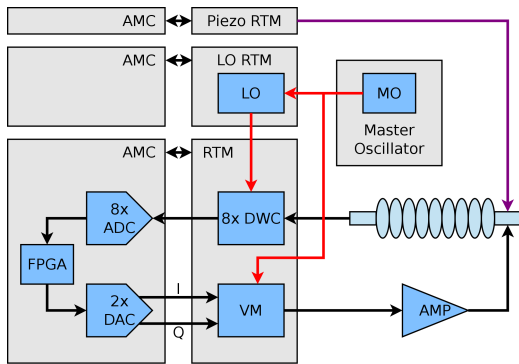 AMC
Piezo RTM
AMC
LO RTM
LO
MO
Master
Oscillator
AMC
RTM
8x
ADC
8x DWC
FPGA
2x
DAC
I
Q
VM
AMP